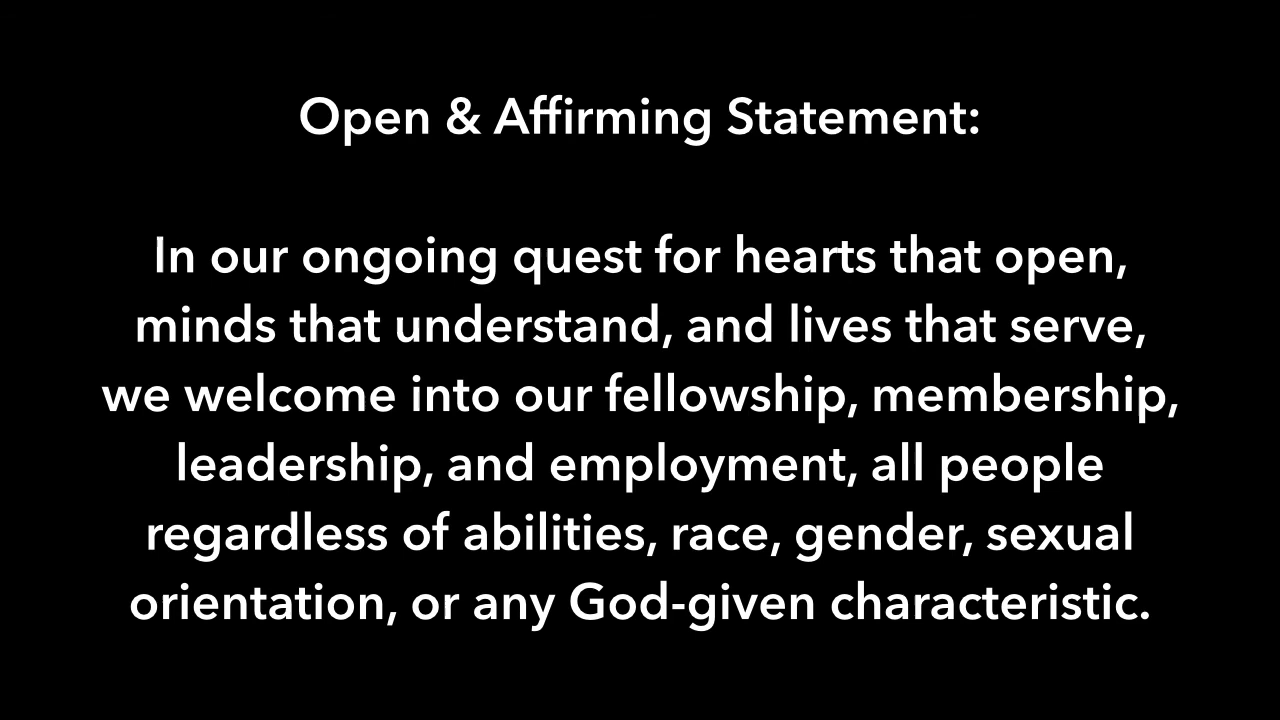 Open & Affirming Statement:
In our ongoing quest for hearts that open,
minds that understand, and lives that serve,
we welcome into our fellowship, membership,
leadership, and employment, all people
regardless of abilities, race, gender, sexual
orientation, or any God-given characteristic.